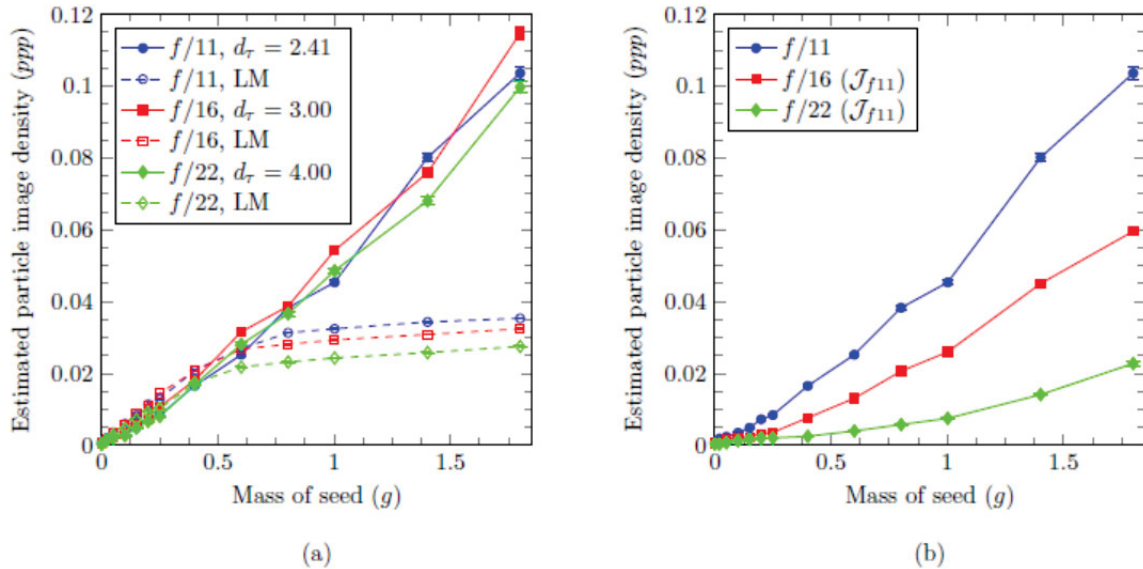 0.12
0.1
0.08
0.06
0.04
0.02
0
Estimated particle image density (ppp)
f/11, dτ = 2.41
f/11, LM
f/16, dτ = 3.00
f/16, LM
f/22, dτ = 4.00
f/22, LM
0 0.5 1 1.5
Mass of seed (g)
(a)
0.12
0.1
0.08
0.06
0.04
0.02
0
Estimated particle image density (ppp)
f/11
f/16 (𝒥f11)
f/22 (𝒥f11)
0 0.5 1 1.5
Mass of seed (g)
(b)